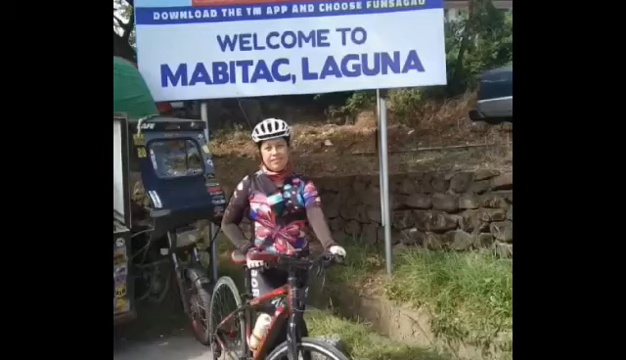 DOWNLOAD THE TM APP AND CHOOSE FUNSAGAD
WELCOME TO
MABITAC, LAGUNA